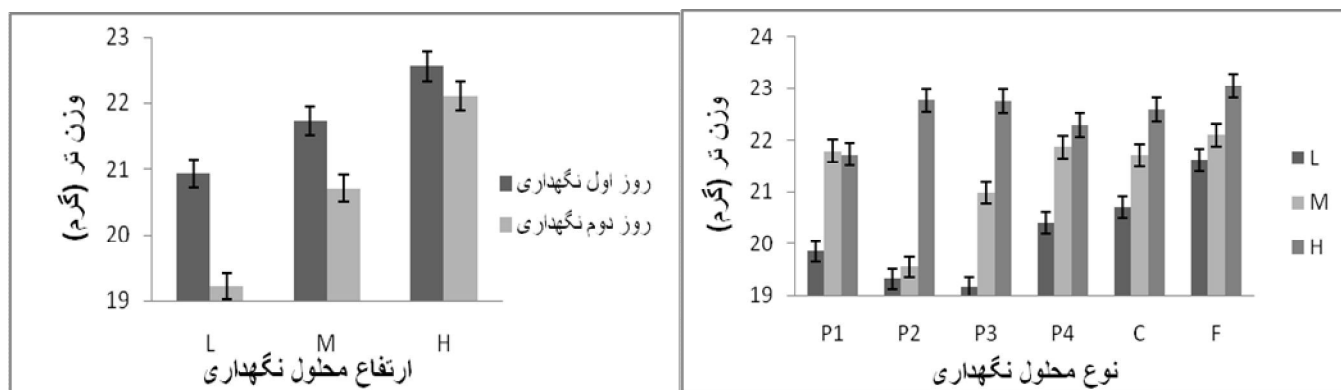 وزن تر (گرم)
23
22
21
20
19
L M H
ارتفاع محلول نگهداری
روز اول نگهداری
روز دوم نگهداری
وزن تر (گرم)
24
23
22
21
20
19
P1 P2 P3 P4 C F
نوع محلول نگهداری
L
M
H